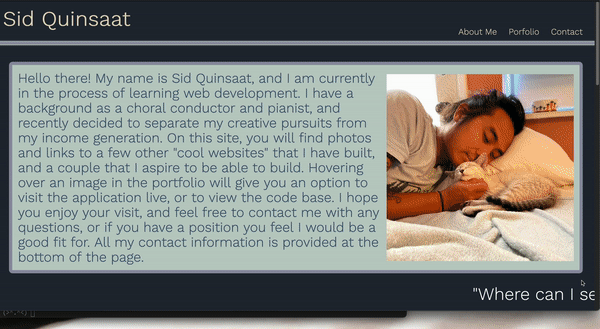 Sid Quinsaat
About Me Porfolio Contact
Hello there! My name is Sid Quinsaat, and I am currently
in the process of learning web development. I have a
background as a choral conductor and pianist, and
recently decided to separate my creative pursuits from
my income generation. On this site, you will find photos
and links to a few other "cool websites" that I have built,
and a couple that I aspire to be able to build. Hovering
over an image in the portfolio will give you an option to
visit the application live, or to view the code base. I hope
you enjoy your visit, and feel free to contact me with any
questions, or if you have a position you feel I would be a
good fit for. All my contact information is provided at the
bottom of the page.
"Where can I se